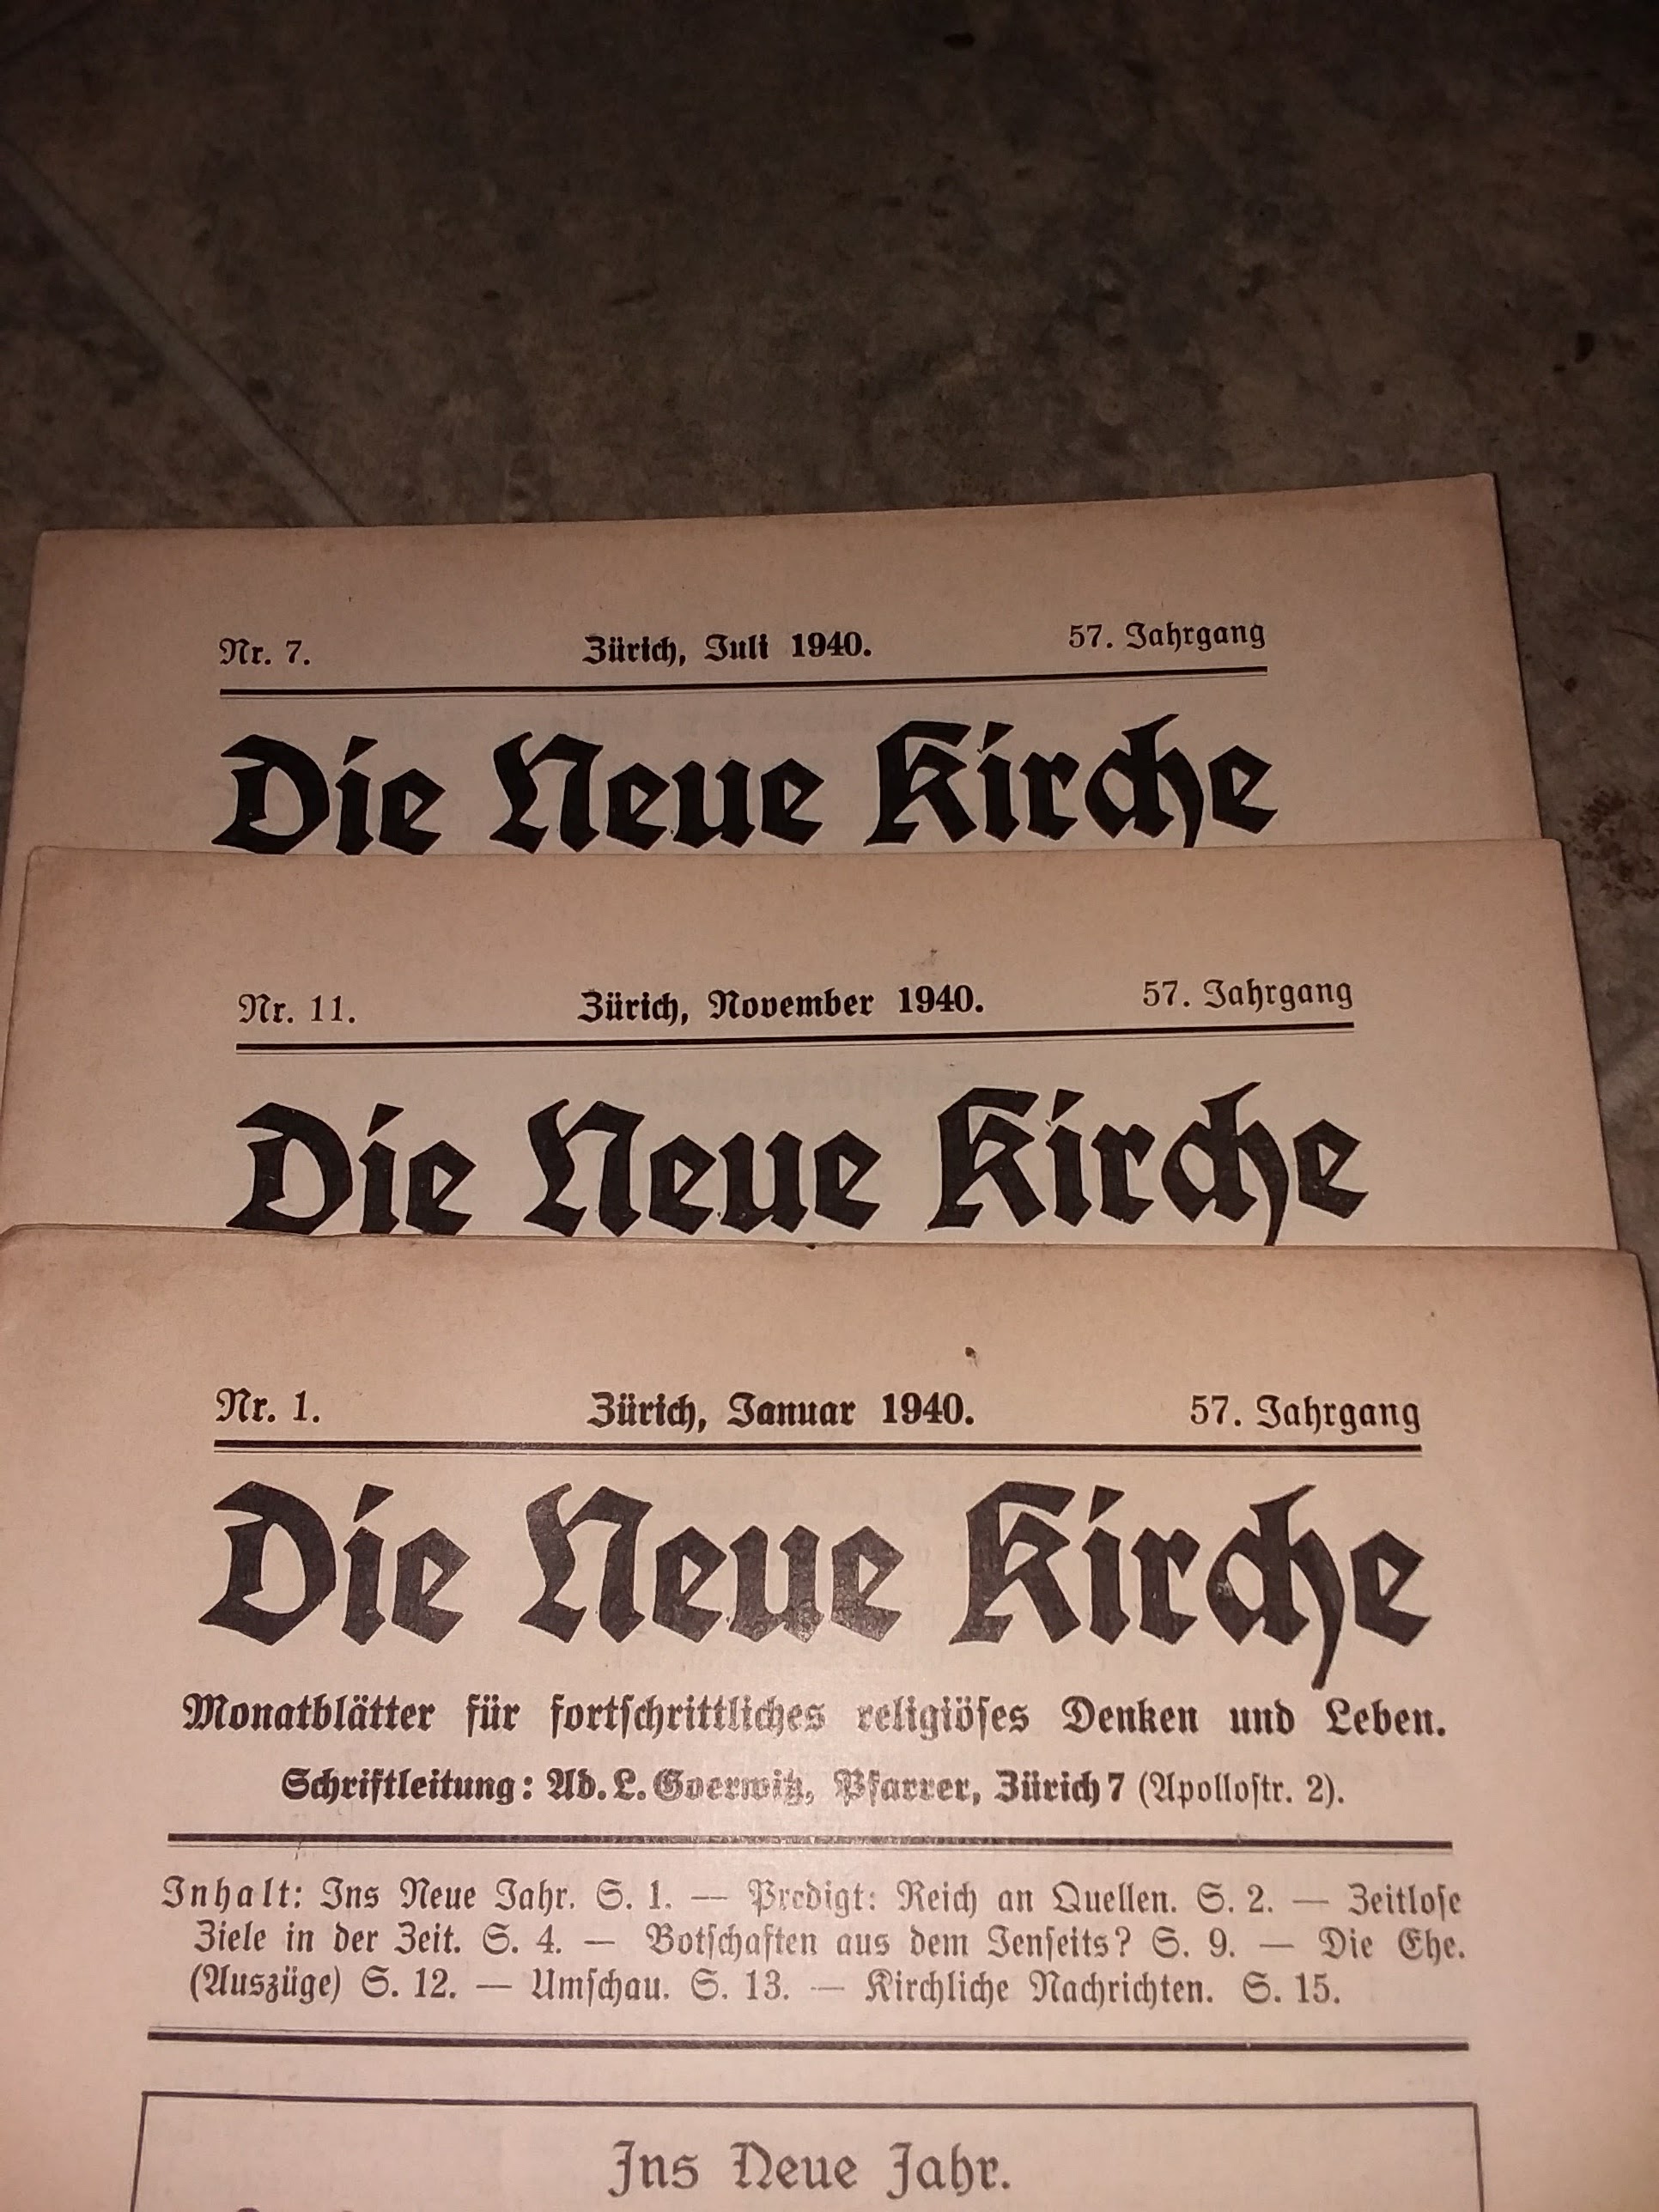 Nr. 7. Zürich, Juli 1940. 57. Jahrgang
Die Neue Kirche
Nr. 11. Zürich, November 1940. 57. Jahrgang
Die Neue Kirche
Nr. 1. Zürich, Januar 1940. 57. Jahrgang
Die Neue Kirche
Monatblätter für fortſchrittliches religiöſes Denken und Leben.
Schriftleitung: Ad. L. Goerwitz, Pfarrer, Zürich 7 (Apolloſtr. 2).
Inhalt: Ins Neue Jahr. S. 1. — Predigt: Reich an Quellen. S. 2. — Zeitloſe
Ziele in der Zeit. S. 4. — Botſchaften aus dem Jenſeits? S. 9. — Die Ehe.
(Auszüge) S. 12. — Umſchau. S. 13. — Kirchliche Nachrichten. S. 15.
Ins Neue Jahr.